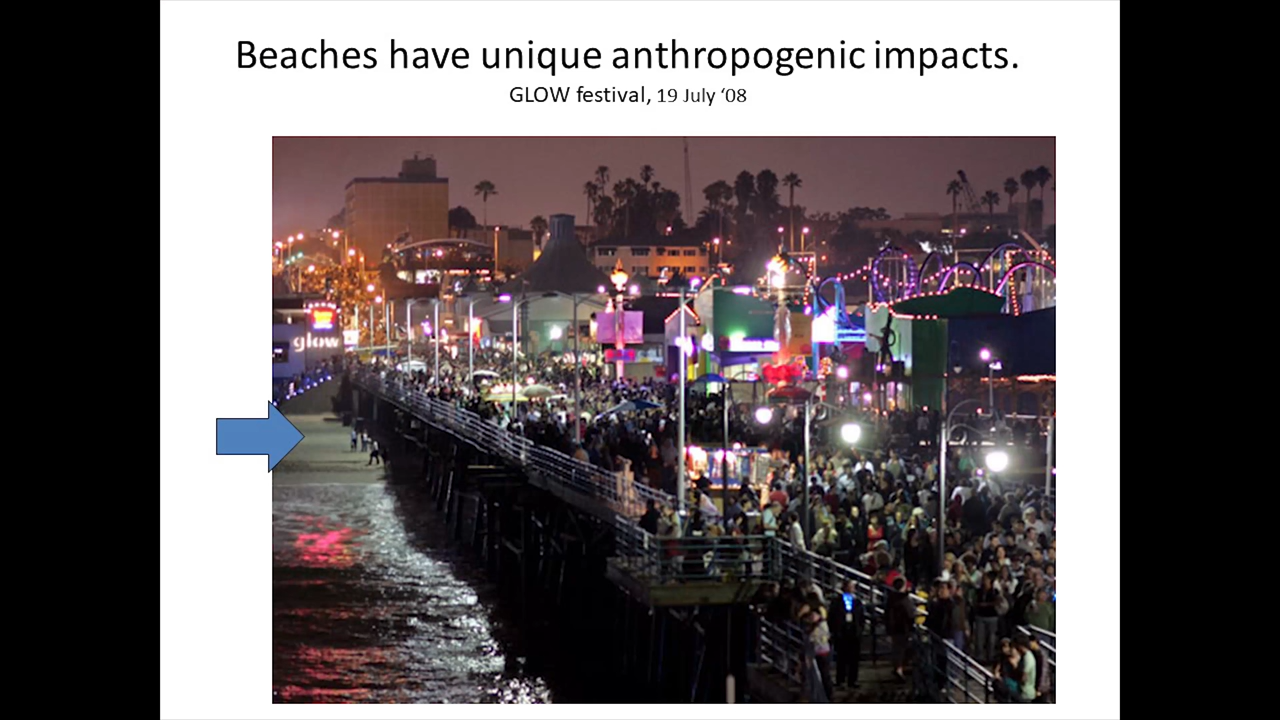 Beaches have unique anthropogenic impacts.
GLOW festival, 19 July ‘08
glow